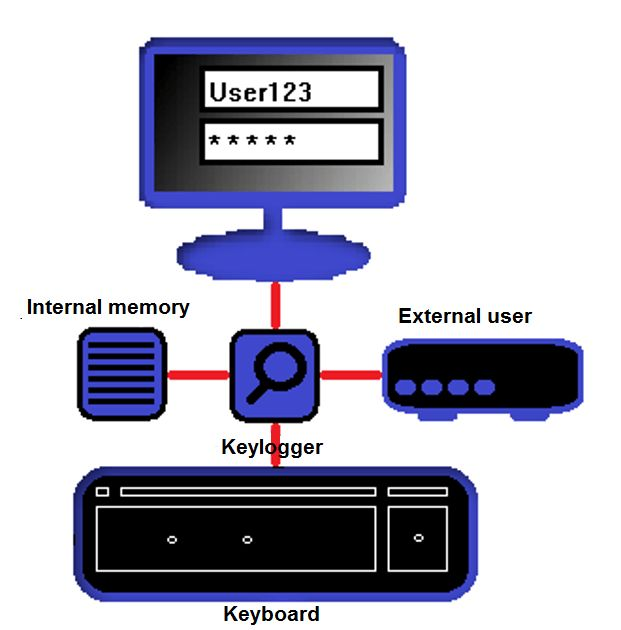 User123
*****
Internal memory
External user
Keylogger
Keyboard